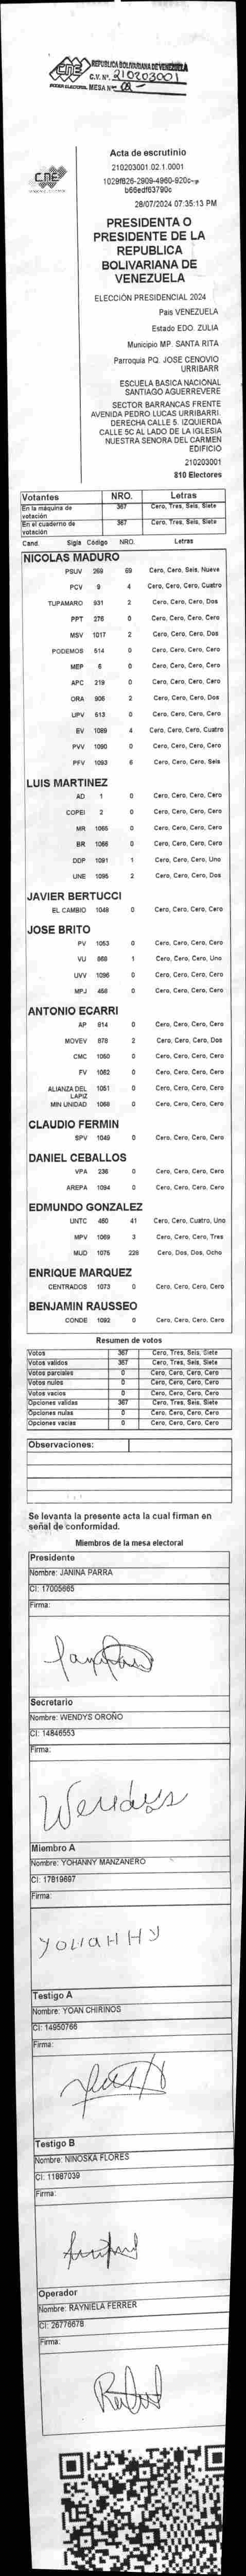 CNE
PODER ELECTORAL
REPUBLICA BOLIVARIANA DE VENEZUELA
C.V. Nº. 210203001
MESA Nº 02 -
CNE
Acta de escrutinio
210203001.02.1.0001
b66edf63790c
28/07/2024 07:35:13 PM
PRESIDENTA O
PRESIDENTE DE LA
REPUBLICA
BOLIVARIANA DE
VENEZUELA
ELECCIÓN PRESIDENCIAL 2024
Pais VENEZUELA
Estado EDO. ZULIA
Municipio MP. SANTA RITA
Parroquia PQ. JOSE CENOVIO
URRIBARR
ESCUELA BASICA NACIONAL
SANTIAGO AGUERREVERE
SECTOR BARRANCAS FRENTE
AVENIDA PEDRO LUCAS URRIBARRI.
DERECHA CALLE 5. IZQUIERDA
CALLE 5C AL LADO DE LA IGLESIA
NUESTRA SENORA DEL CARMEN
EDIFICIO
210203001
810 Electores
Votantes NRO. Letras
En la máquina de votación 367 Cero, Tres, Seis, Siete
En el cuaderno de votación 367 Cero, Tres, Seis, Siete
Cand. Sigla Código NRO. Letras
NICOLAS MADURO
PSUV 269 69 Cero, Cero, Seis, Nueve
PCV 9 4 Cero, Cero, Cero, Cuatro
TUPAMARO 931 2 Cero, Cero, Cero, Dos
PPT 276 0 Cero, Cero, Cero, Cero
MSV 1017 2 Cero, Cero, Cero, Dos
PODEMOS 514 0 Cero, Cero, Cero, Cero
MEP 6 0 Cero, Cero, Cero, Cero
APC 219 0 Cero, Cero, Cero, Cero
ORA 906 2 Cero, Cero, Cero, Dos
UPV 613 0 Cero, Cero, Cero, Cero
EV 1089 4 Cero, Cero, Cero, Cuatro
PVV 1090 0 Cero, Cero, Cero, Cero
PFV 1093 6 Cero, Cero, Cero, Seis
LUIS MARTINEZ
AD 1 0 Cero, Cero, Cero, Cero
COPEI 2 0 Cero, Cero, Cero, Cero
MR 1065 0 Cero, Cero, Cero, Cero
BR 1066 0 Cero, Cero, Cero, Cero
DDP 1091 1 Cero, Cero, Cero, Uno
UNE 1095 2 Cero, Cero, Cero, Dos
JAVIER BERTUCCI
EL CAMBIO 1048 0 Cero, Cero, Cero, Cero
JOSE BRITO
PV 1053 0 Cero, Cero, Cero, Cero
VU 868 1 Cero, Cero, Cero, Uno
UVV 1096 0 Cero, Cero, Cero, Cero
MPJ 458 0 Cero, Cero, Cero, Cero
ANTONIO ECARRI
AP 814 0 Cero, Cero, Cero, Cero
MOVEV 878 2 Cero, Cero, Cero, Dos
CMC 1050 0 Cero, Cero, Cero, Cero
FV 1052 0 Cero, Cero, Cero, Cero
ALIANZA DEL LAPIZ 1051 0 Cero, Cero, Cero, Cero
MIN UNIDAD 1068 0 Cero, Cero, Cero, Cero
CLAUDIO FERMIN
SPV 1049 0 Cero, Cero, Cero, Cero
DANIEL CEBALLOS
VPA 236 0 Cero, Cero, Cero, Cero
AREPA 1094 0 Cero, Cero, Cero, Cero
EDMUNDO GONZALEZ
UNTC 460 41 Cero, Cero, Cuatro, Uno
MPV 1069 3 Cero, Cero, Cero, Tres
MUD 1075 228 Cero, Dos, Dos, Ocho
ENRIQUE MARQUEZ
CENTRADOS 1073 0 Cero, Cero, Cero, Cero
BENJAMIN RAUSSEO
CONDE 1092 0 Cero, Cero, Cero, Cero
Resumen de votos
Votos 367 Cero, Tres, Seis, Siete
Votos validos 367 Cero, Tres, Seis, Siete
Votos parciales 0 Cero, Cero, Cero, Cero
Votos nulos 0 Cero, Cero, Cero, Cero
Votos vacios 0 Cero, Cero, Cero, Cero
Opciones validas 367 Cero, Tres, Seis, Siete
Opciones nulas 0 Cero, Cero, Cero, Cero
Opciones vacias 0 Cero, Cero, Cero, Cero
Observaciones:
Se levanta la presente acta la cual firman en
señal de conformidad.
Miembros de la mesa electoral
Presidente
Nombre: JANINA PARRA
CI: 17005665
Firma:
Secretario
Nombre: WENDYS OROÑO
CI: 14846553
Firma:
Wendys
Miembro A
Nombre: YOHANNY MANZANERO
CI: 17819697
Firma:
YOHANNY
Testigo A
Nombre: YOAN CHIRINOS
CI: 14950766
Firma:
Testigo B
Nombre: NINOSKA FLORES
CI: 11887039
Firma:
Operador
Nombre: RAYNIELA FERRER
CI: 26776678
Firma: